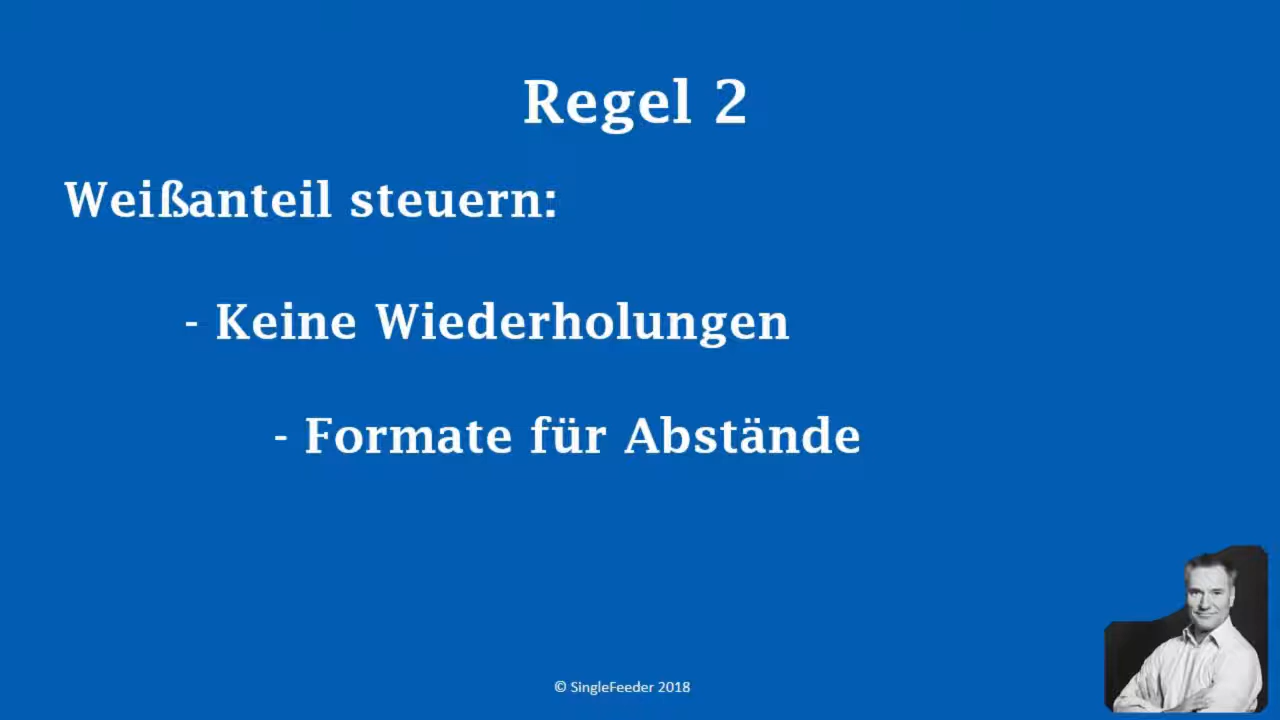 Regel 2
Weißanteil steuern:
- Keine Wiederholungen
- Formate für Abstände
© SingleFeeder 2018